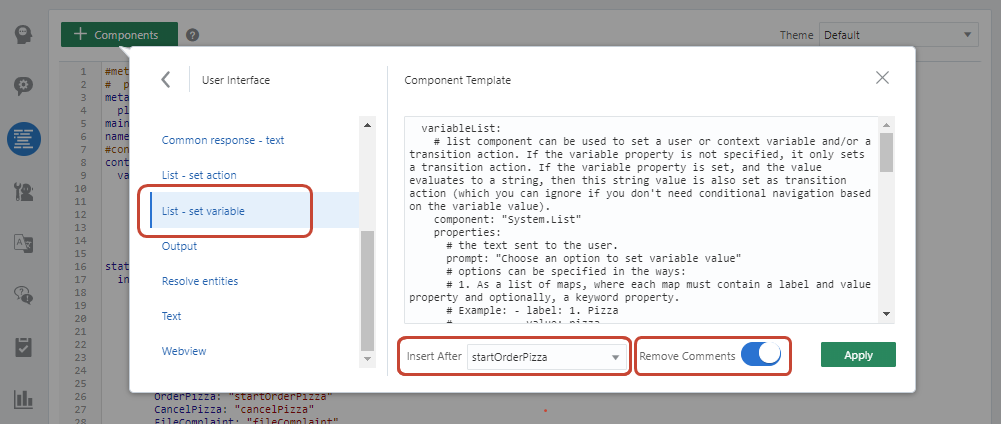 Components
Theme
Default
1
2
3
4
5
6
7
8
9
10
11
12
13
14
15
16
17
18
19
20
21
22
23
24
25
26
27
28
#met
# p
meta
pl
main
name
#con
cont
va
stat
in
OrderPizza: "startOrderPizza"
CancelPizza: "cancelPizza"
FileComplaint: "fileComplaint"
User Interface
Common response - text
List - set action
List - set variable
Output
Resolve entities
Text
Webview
Component Template
variableList:
# list component can be used to set a user or context variable and/or a
transition action. If the variable property is not specified, it only sets
a transition action. If the variable property is set, and the value
evaluates to a string, then this string value is also set as transition
action (which you can ignore if you don't need conditional navigation based
on the variable value).
component: "System.List"
properties:
# the text sent to the user.
prompt: "Choose an option to set variable value"
# options can be specified in the ways:
# 1. As a list of maps, where each map must contain a label and value
property and optionally, a keyword property.
# Example: - label: 1. Pizza
# value: pizza
Insert After
startOrderPizza
Remove Comments
Apply